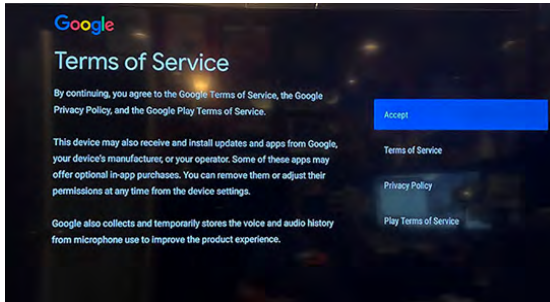 Google
Terms of Service
By continuing, you agree to the Google Terms of Service, the Google
Privacy Policy, and the Google Play Terms of Service.
This device may also receive and install updates and apps from Google,
your device's manufacturer, or your operator. Some of these apps may
offer optional in-app purchases. You can remove them or adjust their
permissions at any time from the device settings.
Google also collects and temporarily stores the voice and audio history
from microphone use to improve the product experience.
Accept
Terms of Service
Privacy Policy
Play Terms of Service